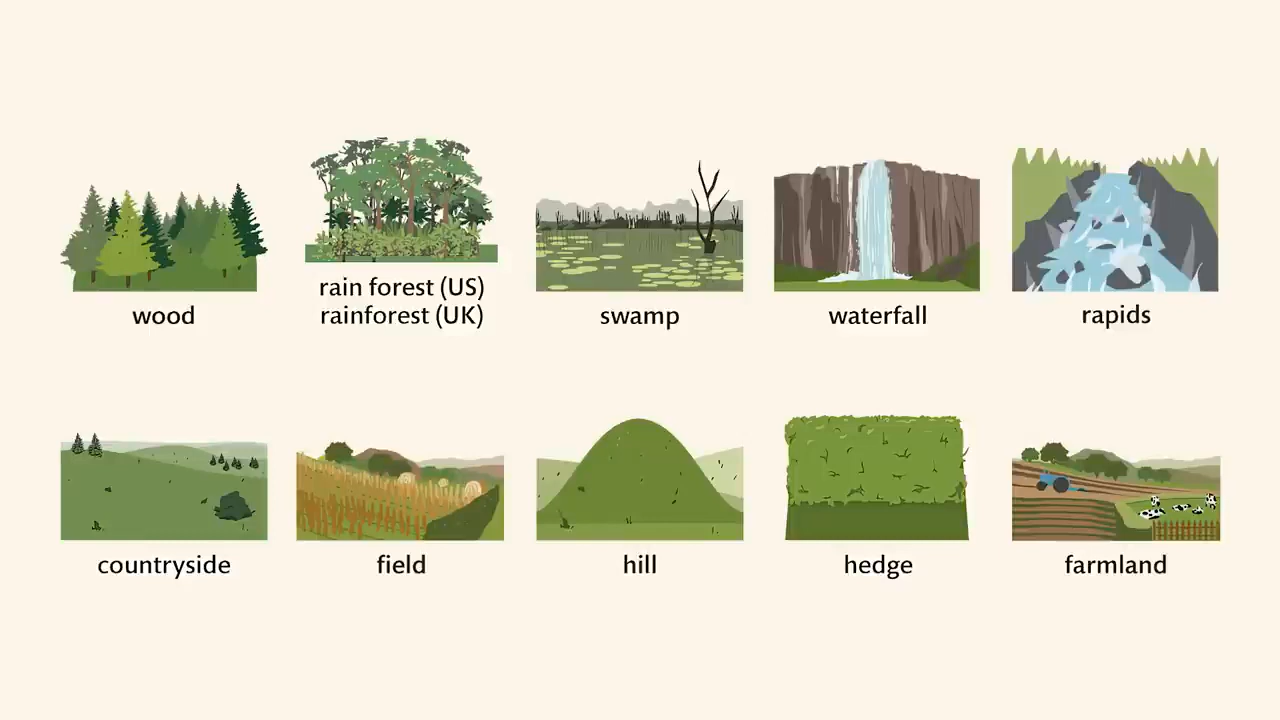 wood
rain forest (US)
rainforest (UK)
swamp
waterfall
rapids
countryside
field
hill
hedge
farmland